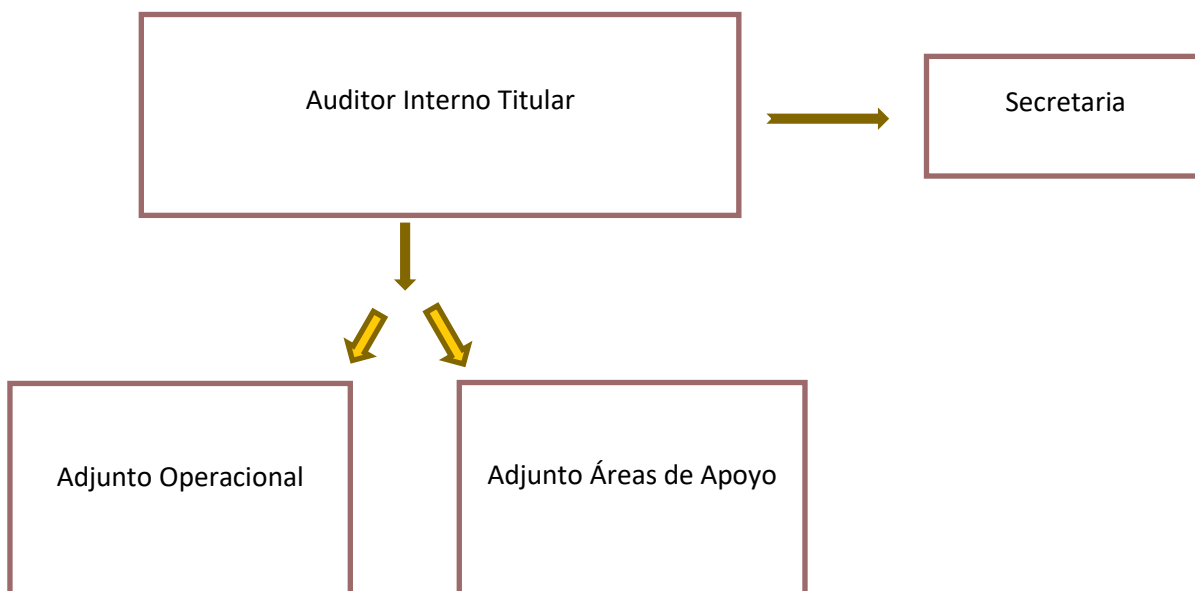 Auditor Interno Titular
Secretaria
Adjunto Operacional
Adjunto Áreas de Apoyo